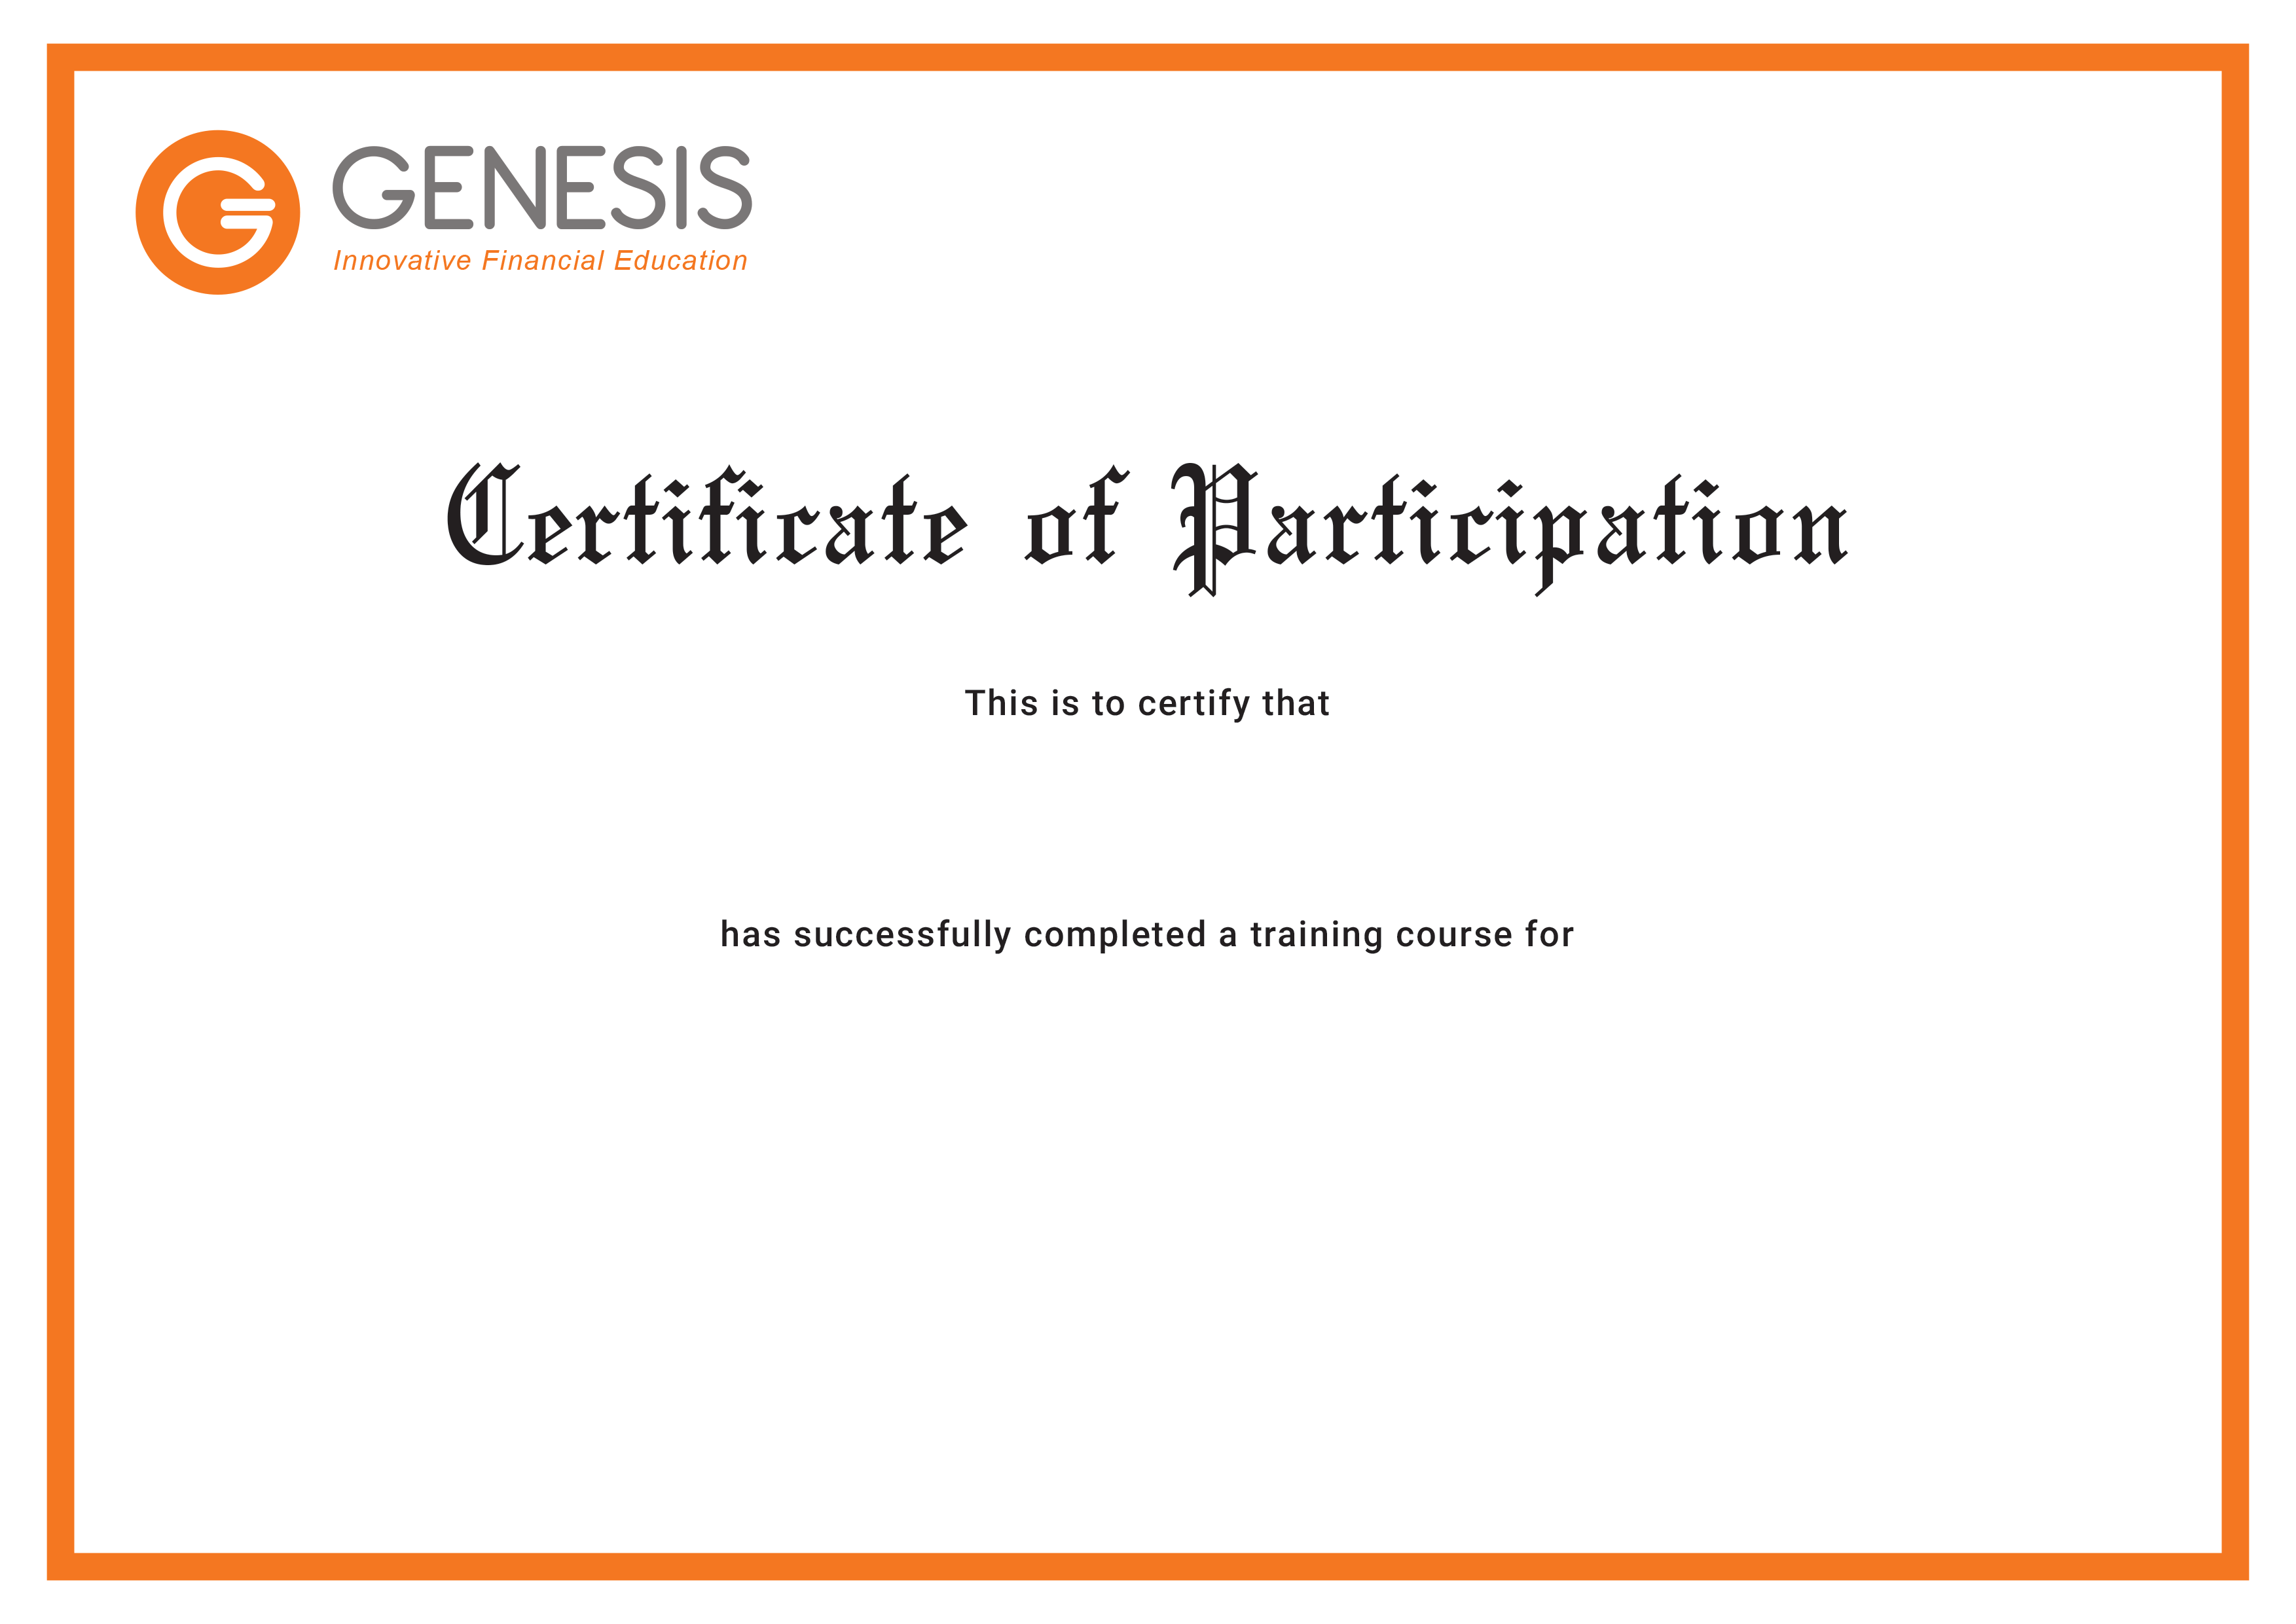 GENESIS
Innovative Financial Education
Certificate of Participation
This is to certify that
has successfully completed a training course for